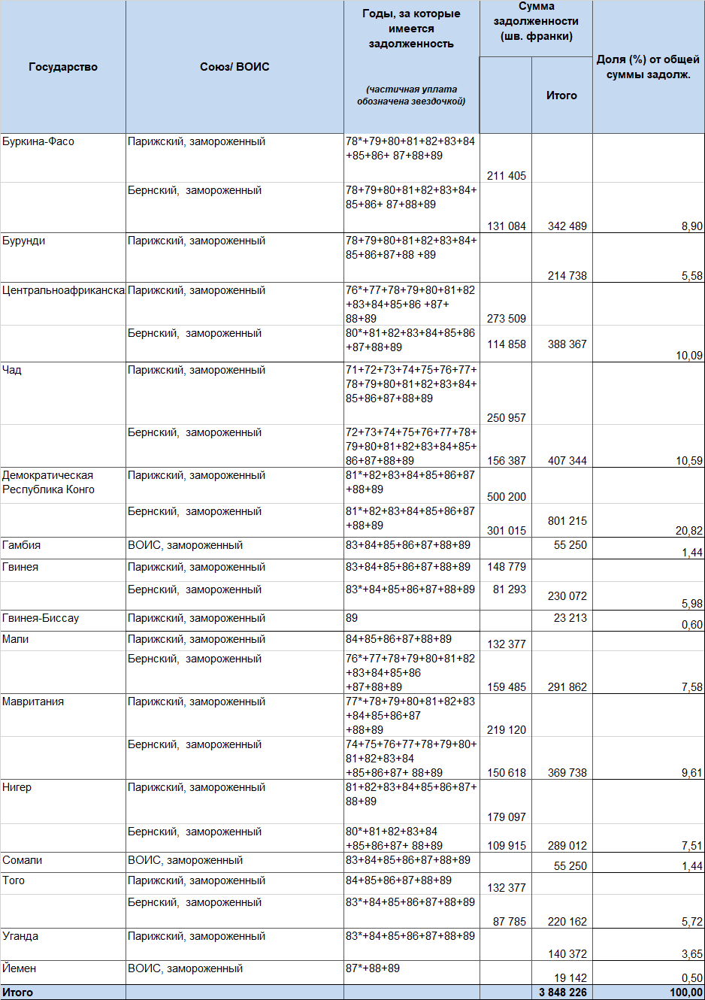 Государство
Союз/ ВОИС
Годы, за которые
имеется
задолженность
(частичная уплата
обозначена звездочкой)
Сумма
задолженности
(шв. франки)
Итого
Доля (%) от общей
суммы задолж.
Буркина-Фасо
Парижский, замороженный
78*+79+80+81+82+83+84
+85+86+ 87+88+89
211 405
Бернский,  замороженный
78+79+80+81+82+83+84+
85+86+ 87+88+89
131 084
342 489
8,90
Бурунди
Парижский, замороженный
78+79+80+81+82+83+84+
85+86+87+88 +89
214 738
5,58
Центральноафриканска
Парижский, замороженный
76*+77+78+79+80+81+82
+83+84+85+86 +87+
88+89
273 509
Бернский,  замороженный
80*+81+82+83+84+85+86
+87+88+89
114 858
388 367
10,09
Чад
Парижский, замороженный
71+72+73+74+75+76+77+
78+79+80+81+82+83+84+
85+86+87+88+89
250 957
Бернский,  замороженный
72+73+74+75+76+77+78+
79+80+81+82+83+84+85+
86+87+88+89
156 387
407 344
10,59
Демократическая
Республика Конго
Парижский, замороженный
81*+82+83+84+85+86+87
+88+89
500 200
Бернский,  замороженный
81*+82+83+84+85+86+87
+88+89
301 015
801 215
20,82
Гамбия
ВОИС, замороженный
83+84+85+86+87+88+89
55 250
1,44
Гвинея
Парижский, замороженный
83+84+85+86+87+88+89
148 779
Бернский,  замороженный
83*+84+85+86+87+88+89
81 293
230 072
5,98
Гвинея-Биссау
Парижский, замороженный
89
23 213
0,60
Мали
Парижский, замороженный
84+85+86+87+88+89
132 377
Бернский,  замороженный
76*+77+78+79+80+81+82
+83+84+85+86
+87+88+89
159 485
291 862
7,58
Мавритания
Парижский, замороженный
77*+78+79+80+81+82+83
+84+85+86+87
+88+89
219 120
Бернский,  замороженный
74+75+76+77+78+79+80+
81+82+83+84
+85+86+87+ 88+89
150 618
369 738
9,61
Нигер
Парижский, замороженный
81+82+83+84+85+86+87+
88+89
179 097
Бернский,  замороженный
80*+81+82+83+84
+85+86+87+ 88+89
109 915
289 012
7,51
Сомали
ВОИС, замороженный
83+84+85+86+87+88+89
55 250
1,44
Того
Парижский, замороженный
84+85+86+87+88+89
132 377
Бернский,  замороженный
83*+84+85+86+87+88+89
87 785
220 162
5,72
Уганда
Парижский, замороженный
83*+84+85+86+87+88+89
140 372
3,65
Йемен
ВОИС, замороженный
87*+88+89
19 142
0,50
Итого
3 848 226
100,00